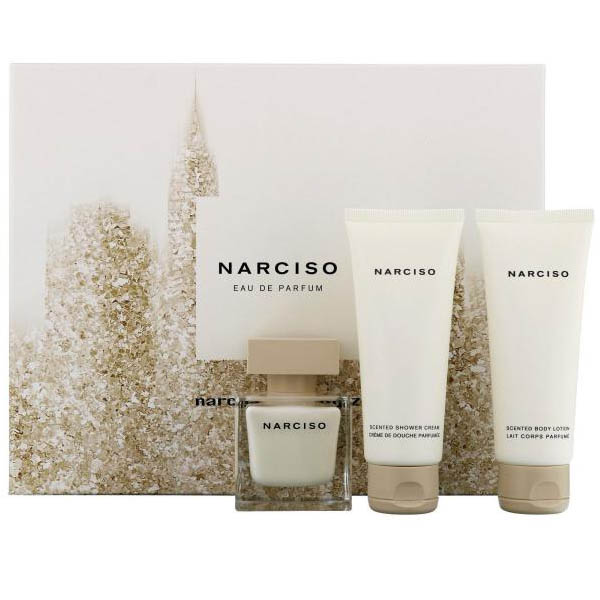 NARCISO
EAU DE PARFUM
NARCISO
NARCISO
SCENTED SHOWER CREAM
CRÈME DE DOUCHE PARFUMÉE
NARCISO
SCENTED BODY LOTION
LAIT CORPS PARFUMÉ